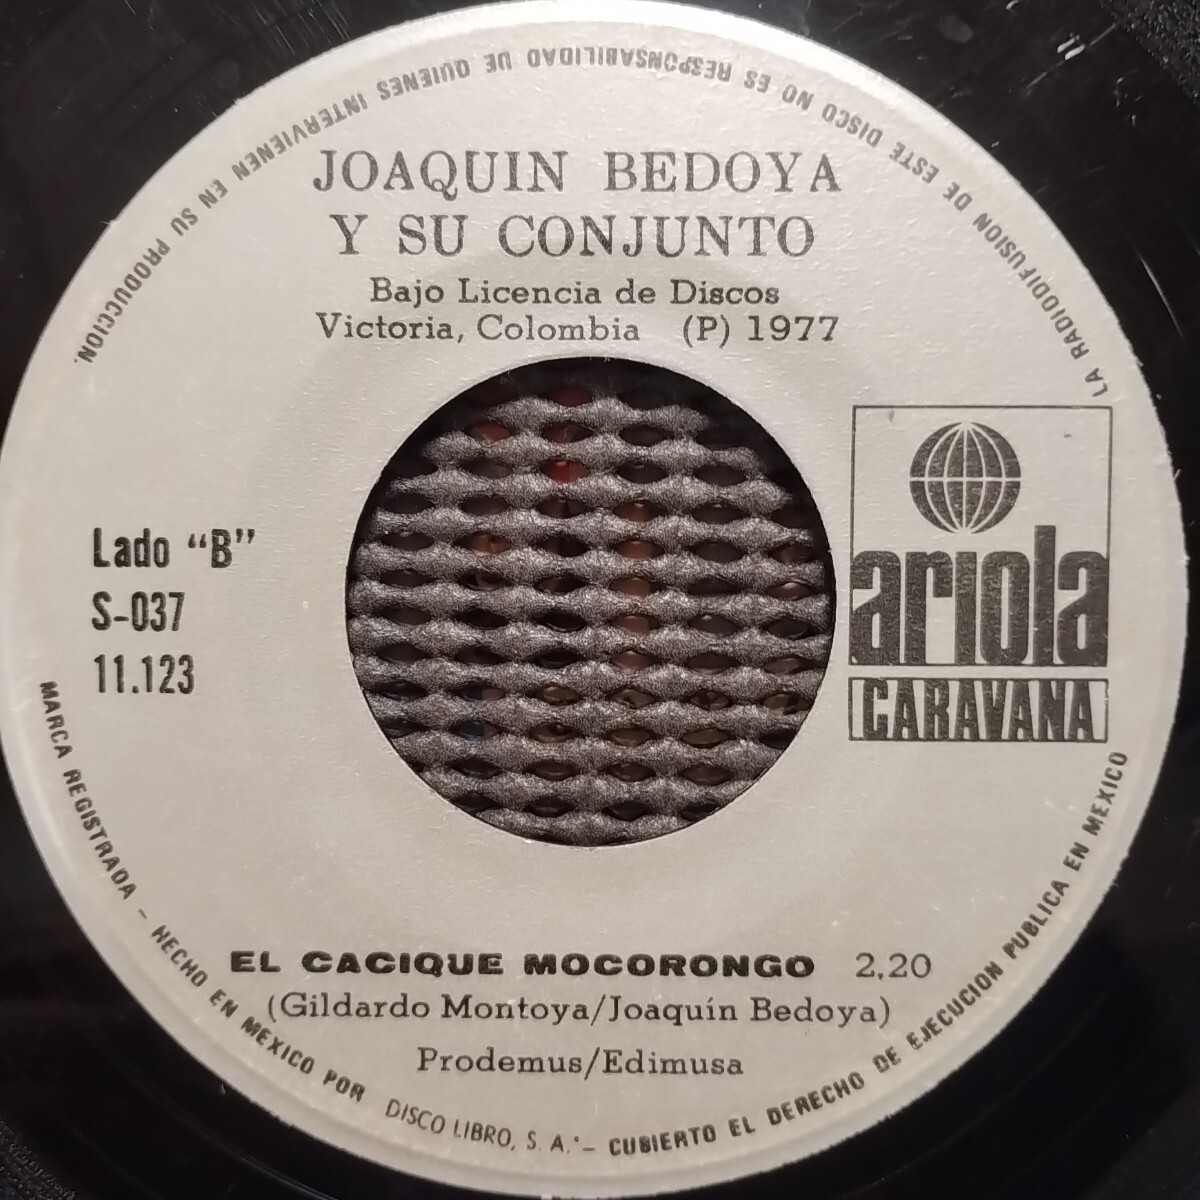 LA RADIODIFUSION DE ESTE DISCO NO ES RESPONSABILIDAD DE QUIENES INTERVIENEN EN SU PRODUCCION.
JOAQUIN BEDOYA
Y SU CONJUNTO
Bajo Licencia de Discos
Victoria, Colombia (P) 1977
Lado “B”
S-037
11.123
ariola
CARAVANA
EL CACIQUE MOCORONGO 2,20
(Gildardo Montoya/Joaquín Bedoya)
Prodemus/Edimusa
MARCA REGISTRADA – HECHO EN MEXICO POR DISCO LIBRO, S. A.·– CUBIERTO EL DERECHO DE EJECUCION PUBLICA EN MEXICO